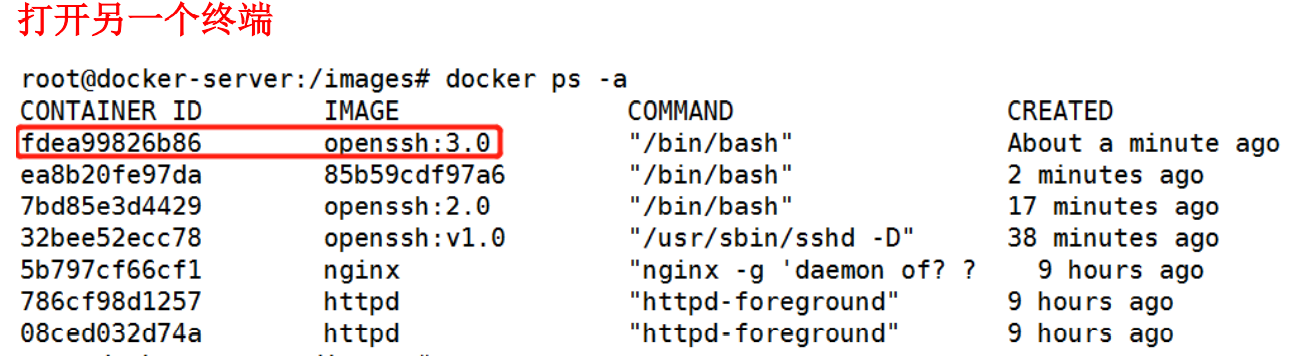 打开另一个终端
root@docker-server:/images# docker ps -a
CONTAINER ID IMAGE COMMAND CREATED
fdea99826b86 openssh:3.0 "/bin/bash" About a minute ago
ea8b20fe97da 85b59cdf97a6 "/bin/bash" 2 minutes ago
7bd85e3d4429 openssh:2.0 "/bin/bash" 17 minutes ago
32bee52ecc78 openssh:v1.0 "/usr/sbin/sshd -D" 38 minutes ago
5b797cf66cf1 nginx "nginx -g 'daemon of? ? 9 hours ago
786cf98d1257 httpd "httpd-foreground" 9 hours ago
08ced032d74a httpd "httpd-foreground" 9 hours ago